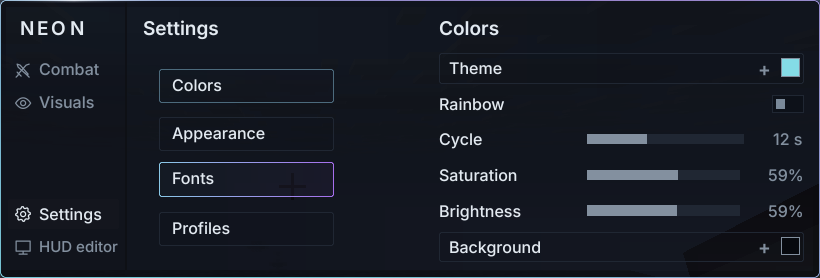 NEON
Combat
Visuals
Settings
HUD editor
Settings
Colors
Appearance
Fonts
Profiles
Colors
Theme +
Rainbow
Cycle 12 s
Saturation 59%
Brightness 59%
Background +